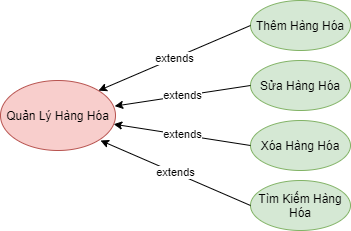 Thêm Hàng Hóa
extends
Sửa Hàng Hóa
extends
Quản Lý Hàng Hóa
extends
Xóa Hàng Hóa
extends
Tìm Kiếm Hàng
Hóa